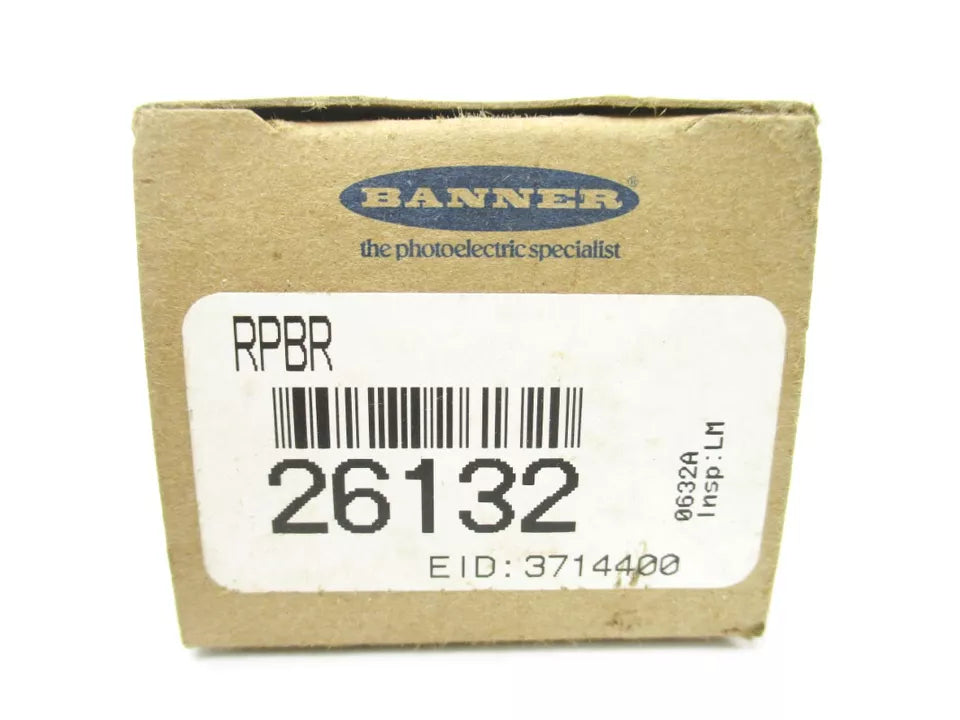 BANNER®
the photoelectric specialist
RPBR
26132
EID: 3714400
0632A
Insp:LM